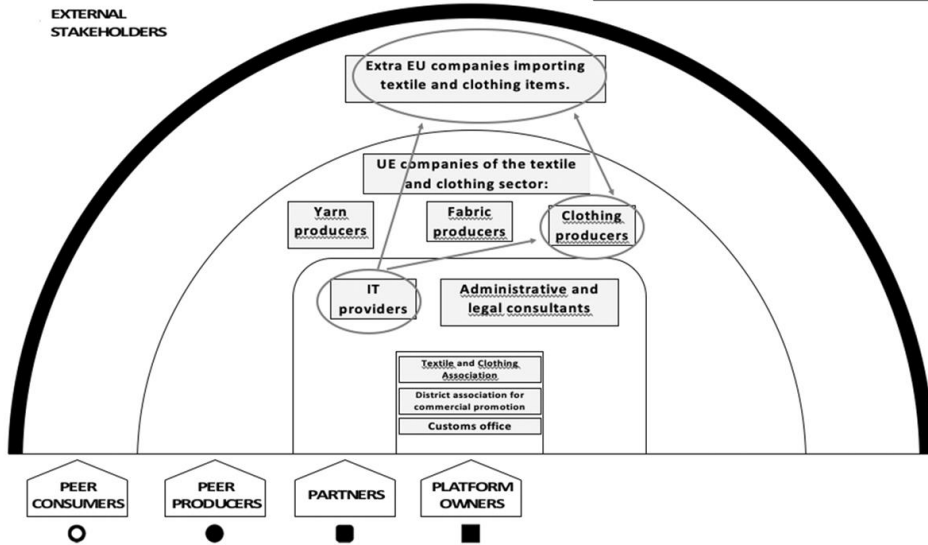 EXTERNAL
STAKEHOLDERS
Extra EU companies importing
textile and clothing items.
UE companies of the textile
and clothing sector:
Yarn
producers
Fabric
producers
Clothing
producers
IT
providers
Administrative and
legal consultants
Textile and Clothing
Association
District association for
commercial promotion
Customs office
PEER
CONSUMERS
PEER
PRODUCERS
PARTNERS
PLATFORM
OWNERS